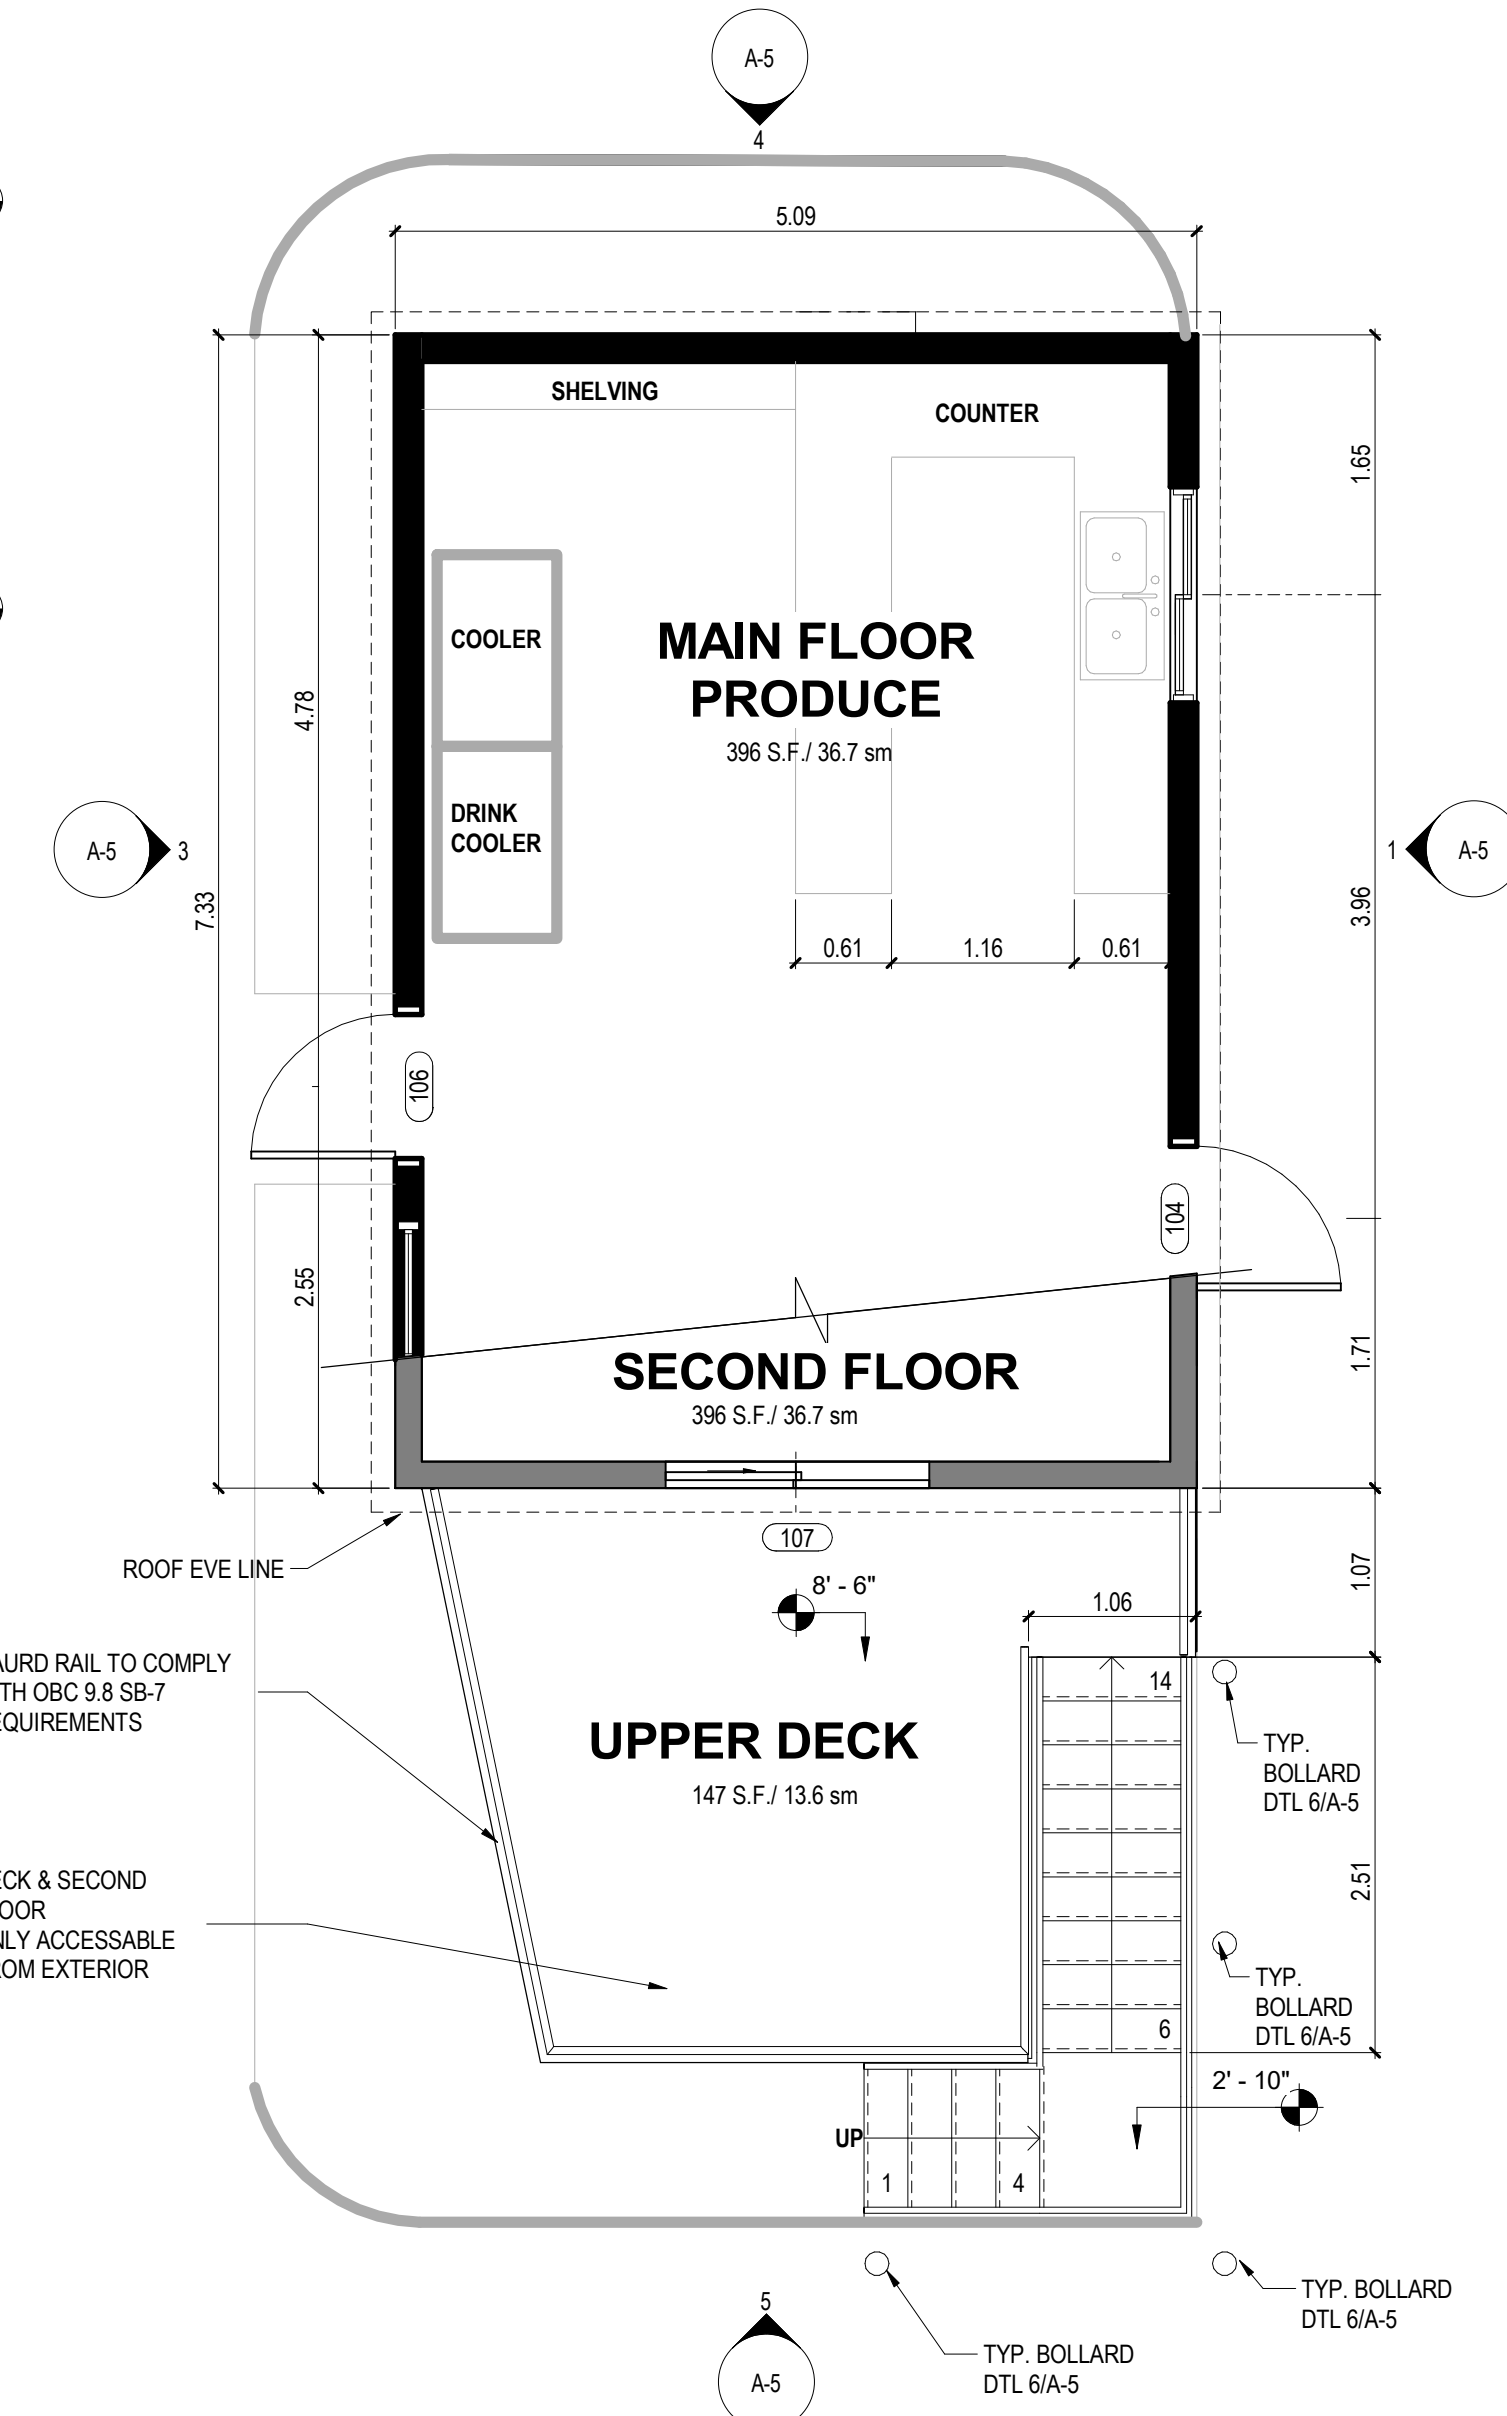 A-5
4
5.09
SHELVING
COUNTER
1.65
COOLER
MAIN FLOOR
PRODUCE
396 S.F./ 36.7 sm
4.78
DRINK
COOLER
A-5
3
1
A-5
7.33
3.96
0.61
1.16
0.61
106
104
2.55
1.71
SECOND FLOOR
396 S.F./ 36.7 sm
107
ROOF EVE LINE
8' - 6"
1.07
1.06
AURD RAIL TO COMPLY
TH OBC 9.8 SB-7
EQUIREMENTS
14
UPPER DECK
147 S.F./ 13.6 sm
TYP.
BOLLARD
DTL 6/A-5
ECK & SECOND
OOR
NLY ACCESSABLE
ROM EXTERIOR
2.51
TYP.
BOLLARD
DTL 6/A-5
6
2' - 10"
UP
1
4
TYP. BOLLARD
DTL 6/A-5
5
TYP. BOLLARD
DTL 6/A-5
A-5